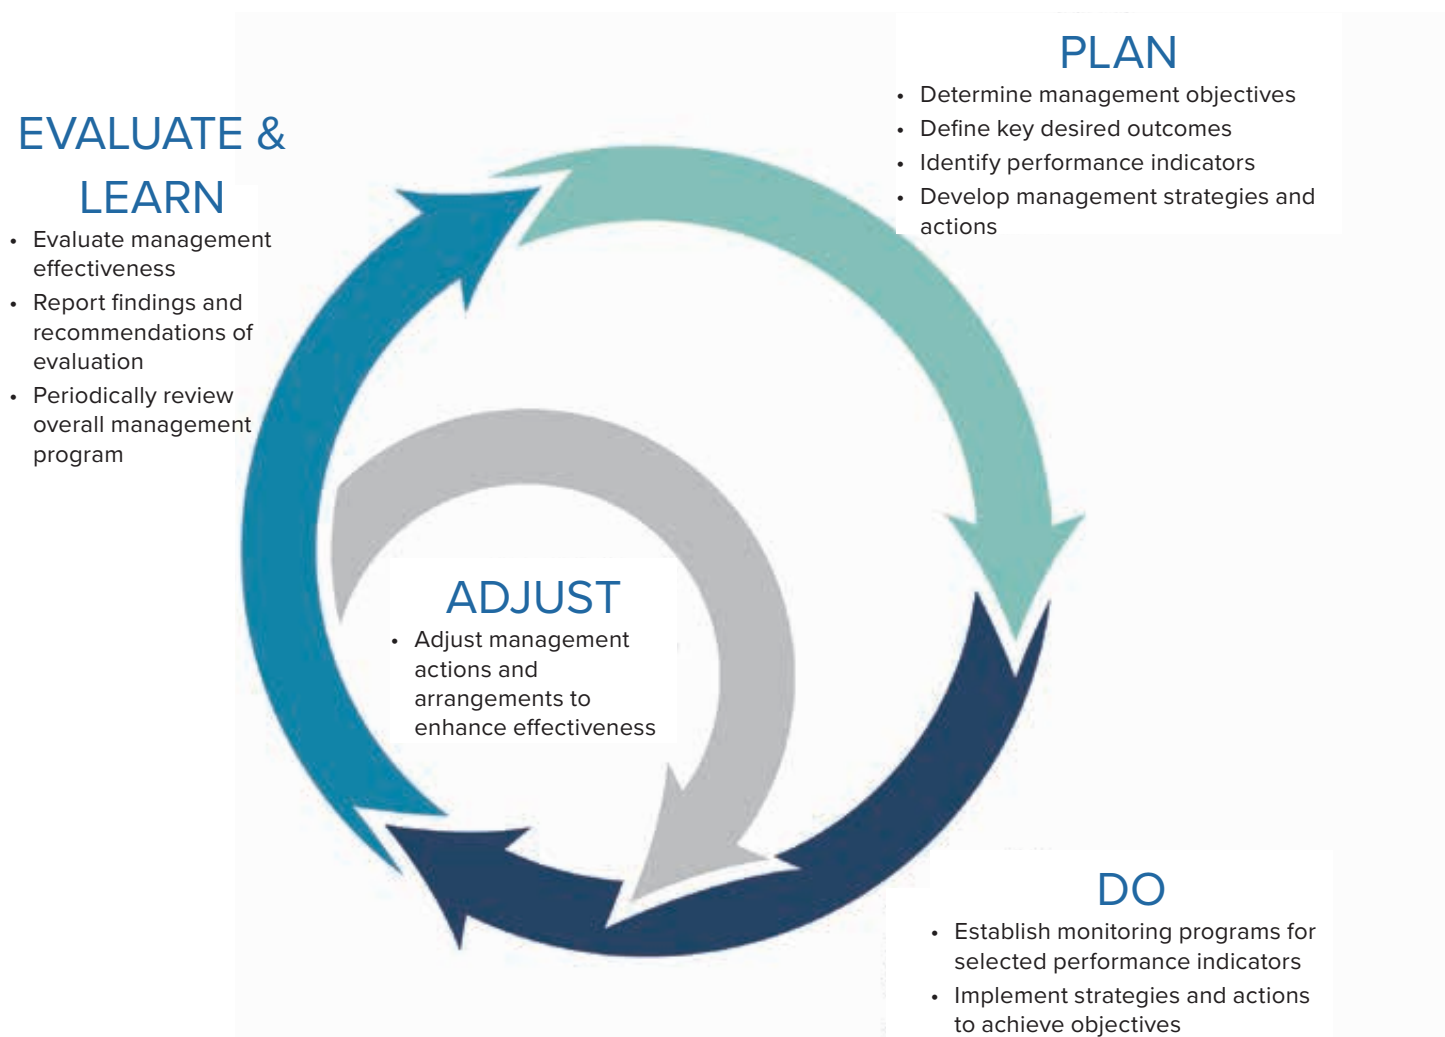 PLAN
• Determine management objectives
• Define key desired outcomes
• Identify performance indicators
• Develop management strategies and
actions
EVALUATE &
LEARN
• Evaluate management
effectiveness
• Report findings and
recommendations of
evaluation
• Periodically review
overall management
program
ADJUST
• Adjust management
actions and
arrangements to
enhance effectiveness
DO
• Establish monitoring programs for
selected performance indicators
• Implement strategies and actions
to achieve objectives